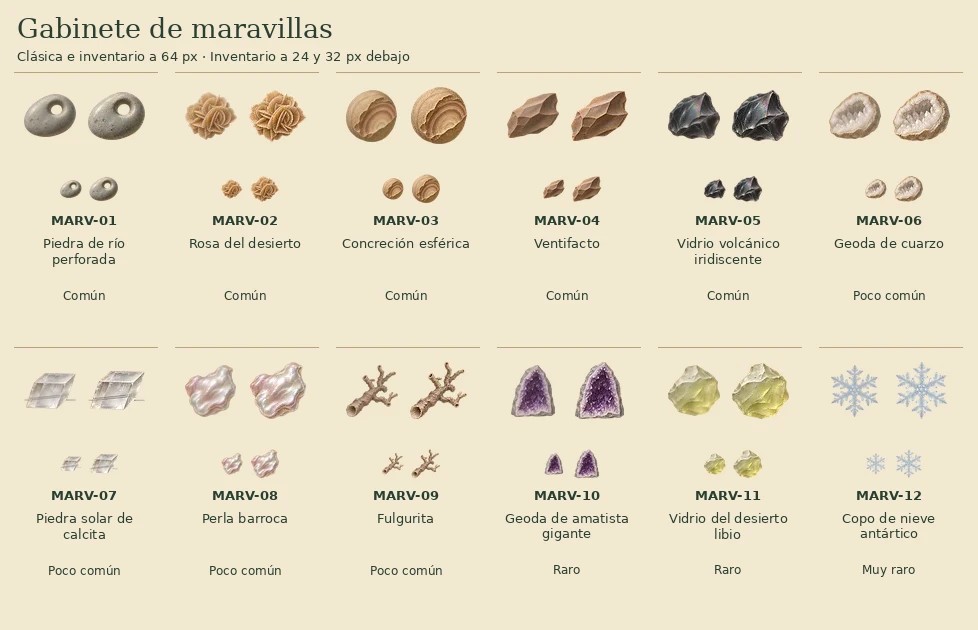 Gabinete de maravillas
Clásica e inventario a 64 px · Inventario a 24 y 32 px debajo
MARV-01
Piedra de río
perforada
Común
MARV-02
Rosa del desierto
Común
MARV-03
Concreción esférica
Común
MARV-04
Ventifacto
Común
MARV-05
Vidrio volcánico
iridiscente
Común
MARV-06
Geoda de cuarzo
Poco común
MARV-07
Piedra solar de
calcita
Poco común
MARV-08
Perla barroca
Poco común
MARV-09
Fulgurita
Poco común
MARV-10
Geoda de amatista
gigante
Raro
MARV-11
Vidrio del desierto
libio
Raro
MARV-12
Copo de nieve
antártico
Muy raro